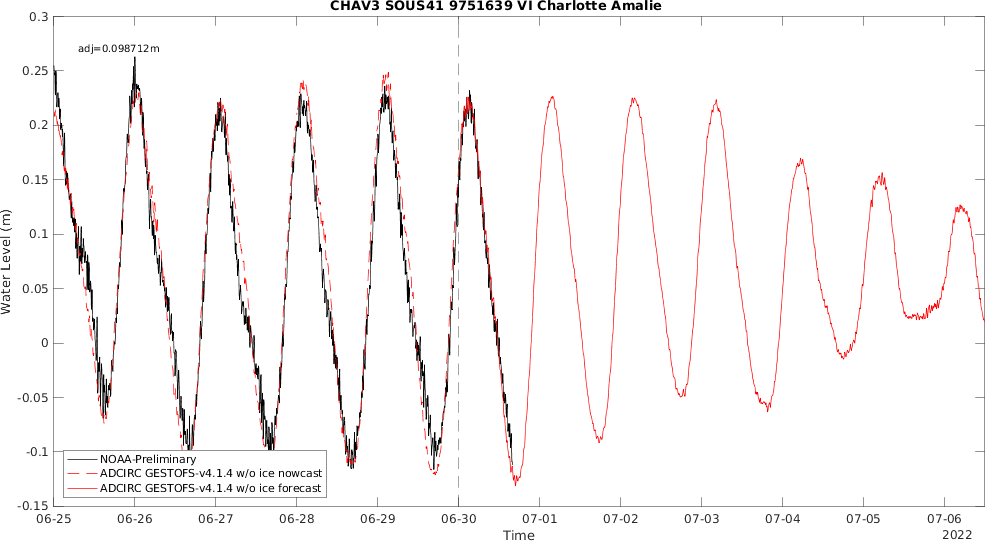 CHAV3 SOUS41 9751639 VI Charlotte Amalie
adj=0.098712m
0.3
0.25
0.2
0.15
0.1
0.05
0
-0.05
-0.1
-0.15
Water Level (m)
NOAA-Preliminary
ADCIRC GESTOFS-v4.1.4 w/o ice nowcast
ADCIRC GESTOFS-v4.1.4 w/o ice forecast
06-25 06-26 06-27 06-28 06-29 06-30 07-01 07-02 07-03 07-04 07-05 07-06
Time
2022